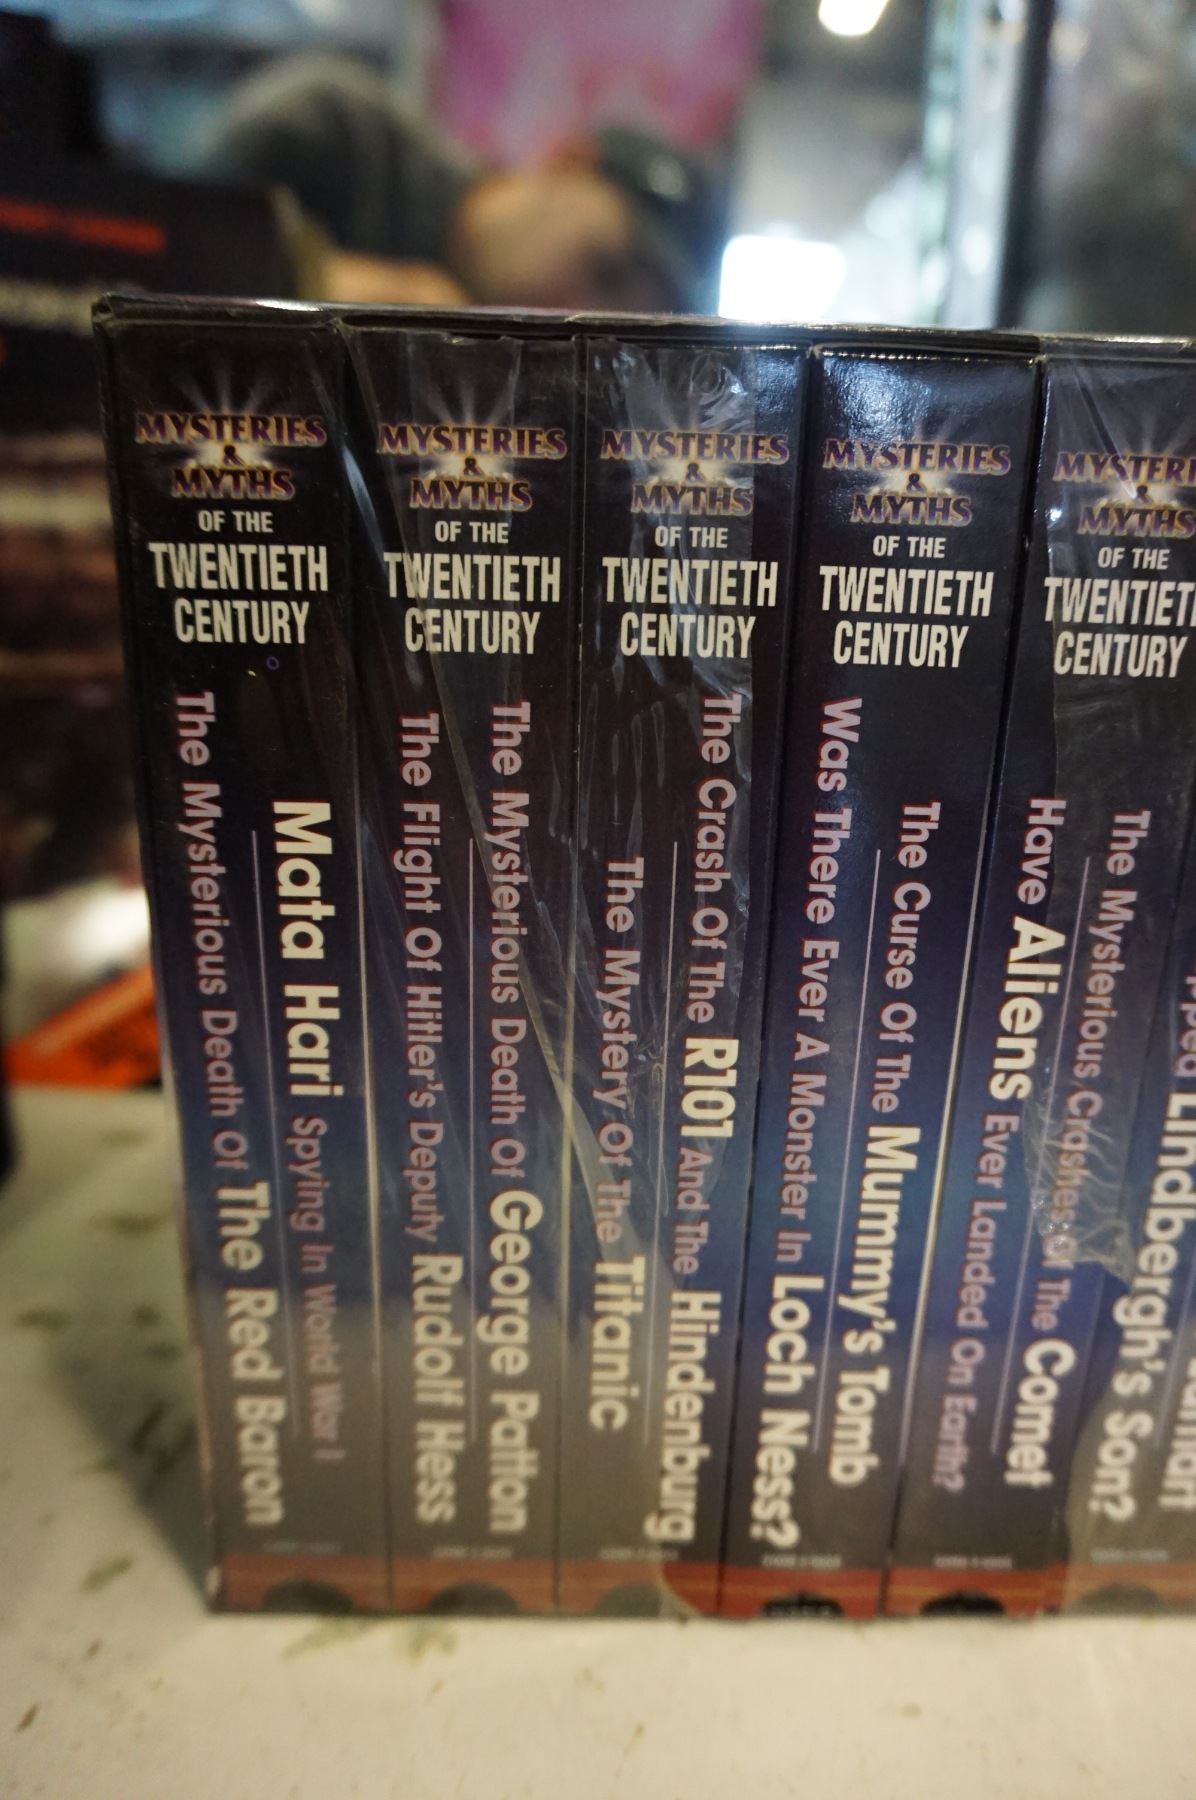 MYSTERIES
&
MYTHS
OF THE
TWENTIETH
CENTURY
Mata Hari Spying In World War I
The Mysterious Death Of The Red Baron
MYSTERIES
&
MYTHS
OF THE
TWENTIETH
CENTURY
The Mysterious Death Of George Patton
The Flight Of Hitler's Deputy Rudolf Hess
MYSTERIES
&
MYTHS
OF THE
TWENTIETH
CENTURY
The Crash Of The R101 And The Hindenburg
The Mystery Of The Titanic
MYSTERIES
&
MYTHS
OF THE
TWENTIETH
CENTURY
The Curse Of The Mummy's Tomb
Was There Ever A Monster In Loch Ness?
MYSTERI
&
MYTHS
OF THE
TWENTIET
CENTURY
The Mysterious Crashes Of The Comet
Have Aliens Ever Landed On Earth?
Lindbergh's Son?